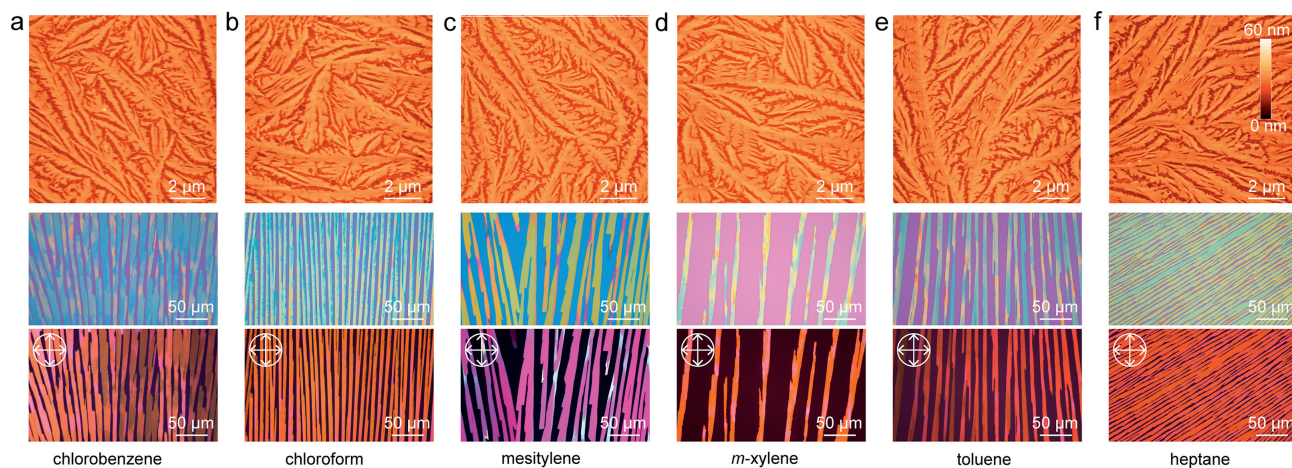 a b c d e f
60 nm
0 nm
2 µm 2 µm 2 µm 2 µm 2 µm 2 µm
50 µm 50 µm 50 µm 50 µm 50 µm 50 µm
50 µm 50 µm 50 µm 50 µm 50 µm 50 µm
chlorobenzene chloroform mesitylene m-xylene toluene heptane